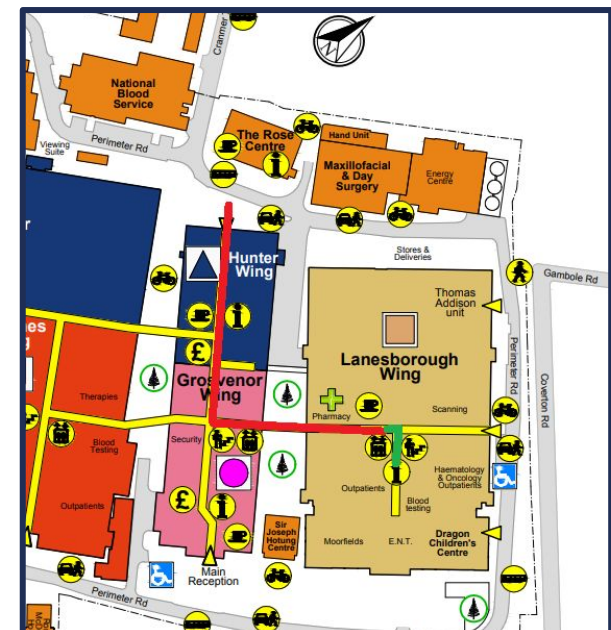 Cranmer
National
Blood
Service
Viewing
Suite
Perimeter Rd
The Rose
Centre
Hand Unit
Maxillofacial
& Day
Surgery
Energy
Centre
Hunter
Wing
Stores &
Deliveries
Gambole Rd
Thomas
Addison
unit
Lanesborough
Wing
Perimeter Rd
Coverton Rd
£
Grosvenor
Wing
Therapies
Pharmacy
Scanning
Security
Blood
Testing
Outpatients
Outpatients
Blood
testing
Haematology
& Oncology
Outpatients
£
Sir
Joseph
Hotung
Centre
Moorfields
E.N.T.
Dragon
Children's
Centre
Main
Reception
Perimeter Rd